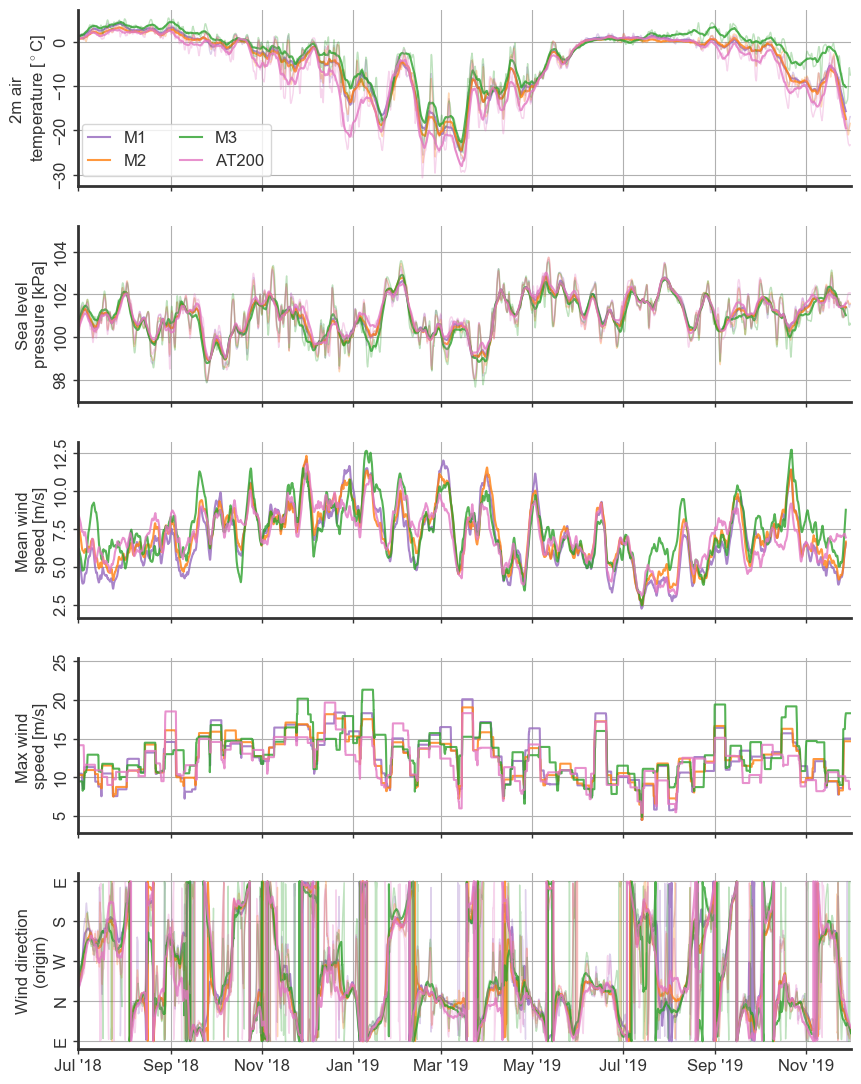 2m air
temperature [°C]
0
−10
−20
−30
M1
M3
M2
AT200
Sea level
pressure [kPa]
104
102
100
98
Mean wind
speed [m/s]
12.5
10.0
7.5
5.0
2.5
Max wind
speed [m/s]
25
20
15
10
5
Wind direction
(origin)
E
S
W
N
E
Jul '18
Sep '18
Nov '18
Jan '19
Mar '19
May '19
Jul '19
Sep '19
Nov '19